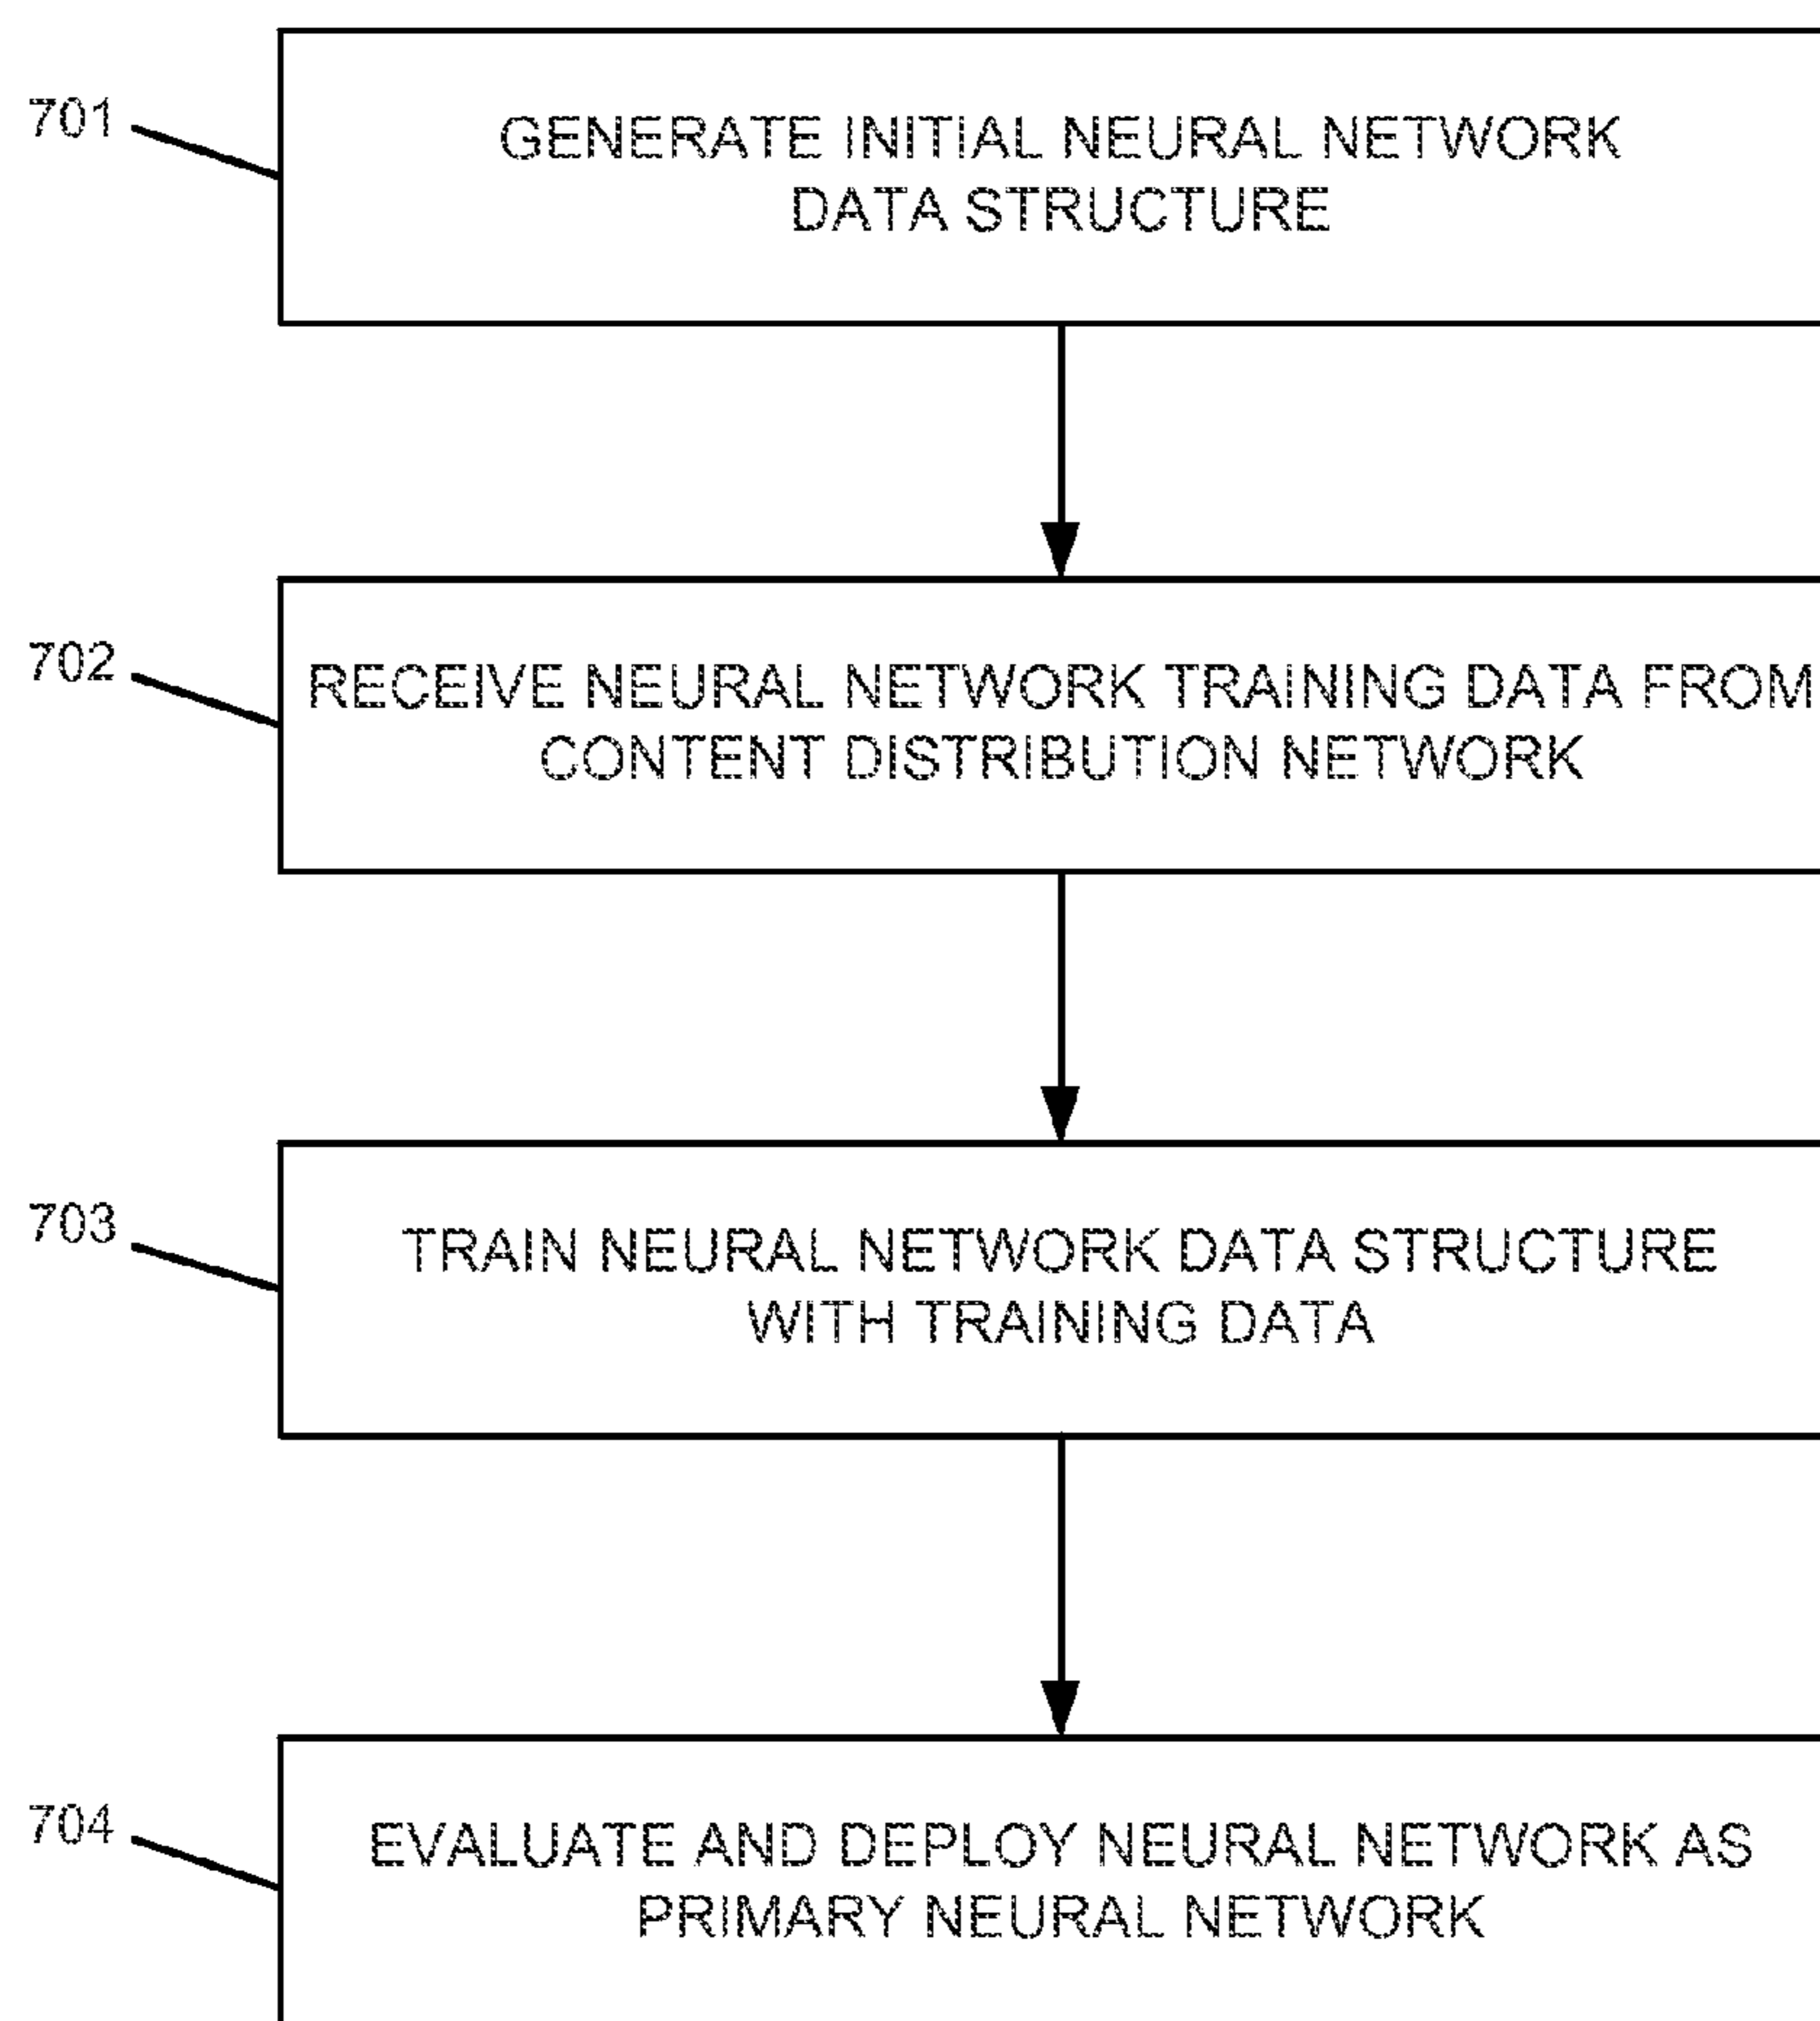 701
GENERATE INITIAL NEURAL NETWORK
DATA STRUCTURE
702
RECEIVE NEURAL NETWORK TRAINING DATA FROM
CONTENT DISTRIBUTION NETWORK
703
TRAIN NEURAL NETWORK DATA STRUCTURE
WITH TRAINING DATA
704
EVALUATE AND DEPLOY NEURAL NETWORK AS
PRIMARY NEURAL NETWORK